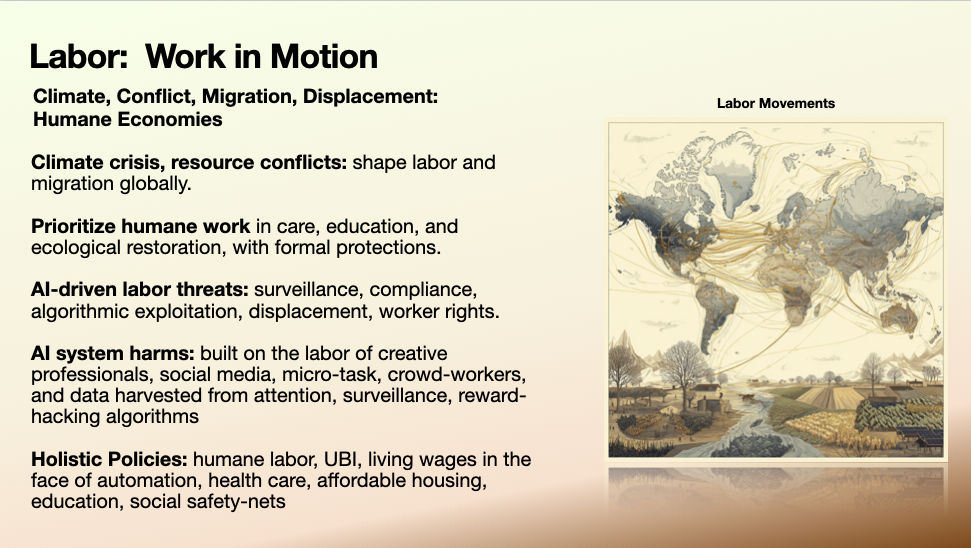 Labor:  Work in Motion
Climate, Conflict, Migration, Displacement:
Humane Economies
Labor Movements
Climate crisis, resource conflicts: shape labor and
migration globally.
Prioritize humane work in care, education, and
ecological restoration, with formal protections.
AI-driven labor threats: surveillance, compliance,
algorithmic exploitation, displacement, worker rights.
AI system harms: built on the labor of creative
professionals, social media, micro-task, crowd-workers,
and data harvested from attention, surveillance, reward-
hacking algorithms
Holistic Policies: humane labor, UBI, living wages in the
face of automation, health care, affordable housing,
education, social safety-nets